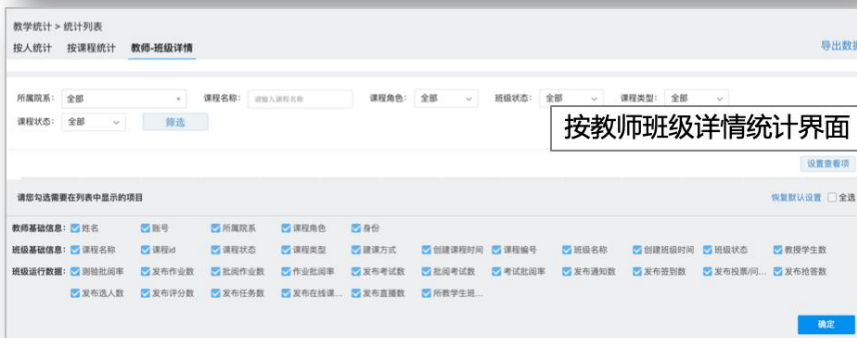 教学统计 > 统计列表
按人统计 按课程统计 教师-班级详情 导出数据
所属院系: 全部 课程名称: 请输入课程名称 课程角色: 全部 班级状态: 全部 课程类型: 全部
课程状态: 全部 筛选
按教师班级详情统计界面
设置查看项
请您勾选需要在列表中显示的项目 恢复默认设置 全选
教师基础信息: 姓名 账号 所属院系 课程角色 身份
班级基础信息: 课程名称 课程id 课程状态 课程类型 建课方式 创建课程时间 课程编号 班级名称 创建班级时间 班级状态 教授学生数
班级运行数据: 测验批阅率 发布作业数 批阅作业数 作业批阅率 发布考试数 批阅考试数 考试批阅率 发布通知数 发布签到数 发布投票/问... 发布抢答数
发布选人数 发布评分数 发布任务数 发布在线课... 发布直播数 所教学生班...
确定